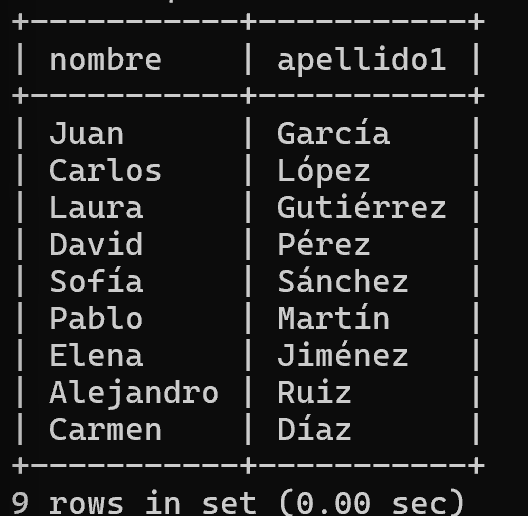 +-----------+-----------+
| nombre    | apellido1 |
+-----------+-----------+
| Juan      | García    |
| Carlos    | López     |
| Laura     | Gutiérrez |
| David     | Pérez     |
| Sofía     | Sánchez   |
| Pablo     | Martín    |
| Elena     | Jiménez   |
| Alejandro | Ruiz      |
| Carmen    | Díaz      |
+-----------+-----------+
9 rows in set (0.00 sec)